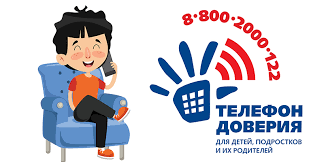 8-800-2000-122
ТЕЛЕФОН
ДОВЕРИЯ
ДЛЯ ДЕТЕЙ, ПОДРОСТКОВ
И ИХ РОДИТЕЛЕЙ